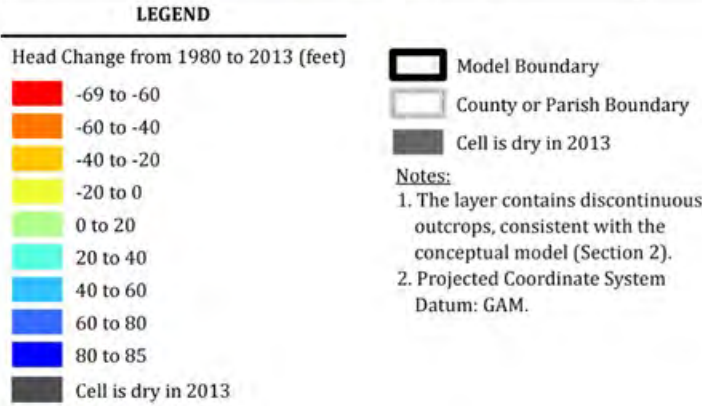 LEGEND
Head Change from 1980 to 2013 (feet)
-69 to -60
-60 to -40
-40 to -20
-20 to 0
0 to 20
20 to 40
40 to 60
60 to 80
80 to 85
Cell is dry in 2013
Model Boundary
County or Parish Boundary
Cell is dry in 2013
Notes:
1. The layer contains discontinuous
outcrops, consistent with the
conceptual model (Section 2).
2. Projected Coordinate System
Datum: GAM.